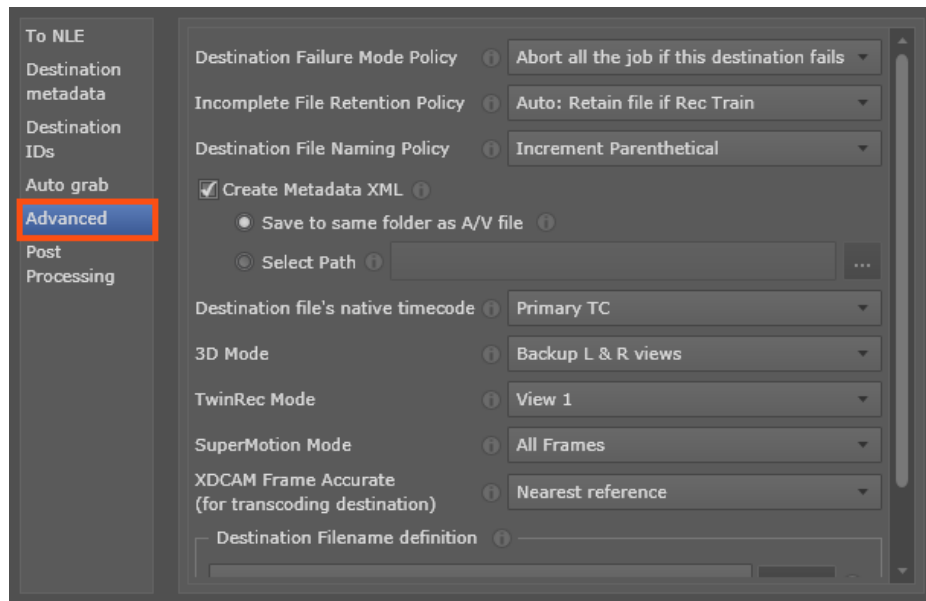 To NLE
Destination
metadata
Destination
IDs
Auto grab
Advanced
Post
Processing
Destination Failure Mode Policy Abort all the job if this destination fails
Incomplete File Retention Policy Auto: Retain file if Rec Train
Destination File Naming Policy Increment Parenthetical
Create Metadata XML
Save to same folder as A/V file
Select Path ...
Destination file's native timecode Primary TC
3D Mode Backup L & R views
TwinRec Mode View 1
SuperMotion Mode All Frames
XDCAM Frame Accurate
(for transcoding destination) Nearest reference
Destination Filename definition